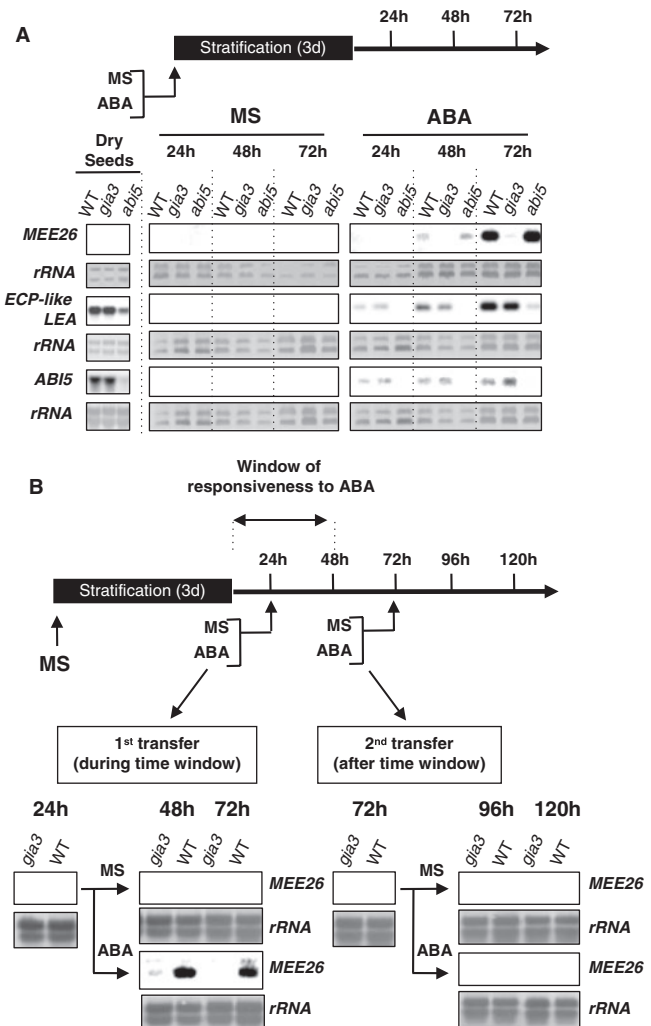 A
24h 48h 72h
Stratification (3d)
MS
ABA
MS ABA
Dry
Seeds
24h 48h 72h 24h 48h 72h
WT gia3 abi5 WT gia3 abi5 WT gia3 abi5 WT gia3 abi5 WT gia3 abi5 WT gia3 abi5 WT gia3 abi5
MEE26
rRNA
ECP-like
LEA
rRNA
ABI5
rRNA
B
Window of
responsiveness to ABA
24h 48h 72h 96h 120h
Stratification (3d)
MS
MS
ABA
MS
ABA
1st transfer
(during time window)
2nd transfer
(after time window)
24h 48h 72h 72h 96h 120h
gia3 WT gia3 WT gia3 WT gia3 WT gia3 WT gia3 WT
MS MEE26 MS MEE26
rRNA rRNA
ABA MEE26 ABA MEE26
rRNA rRNA